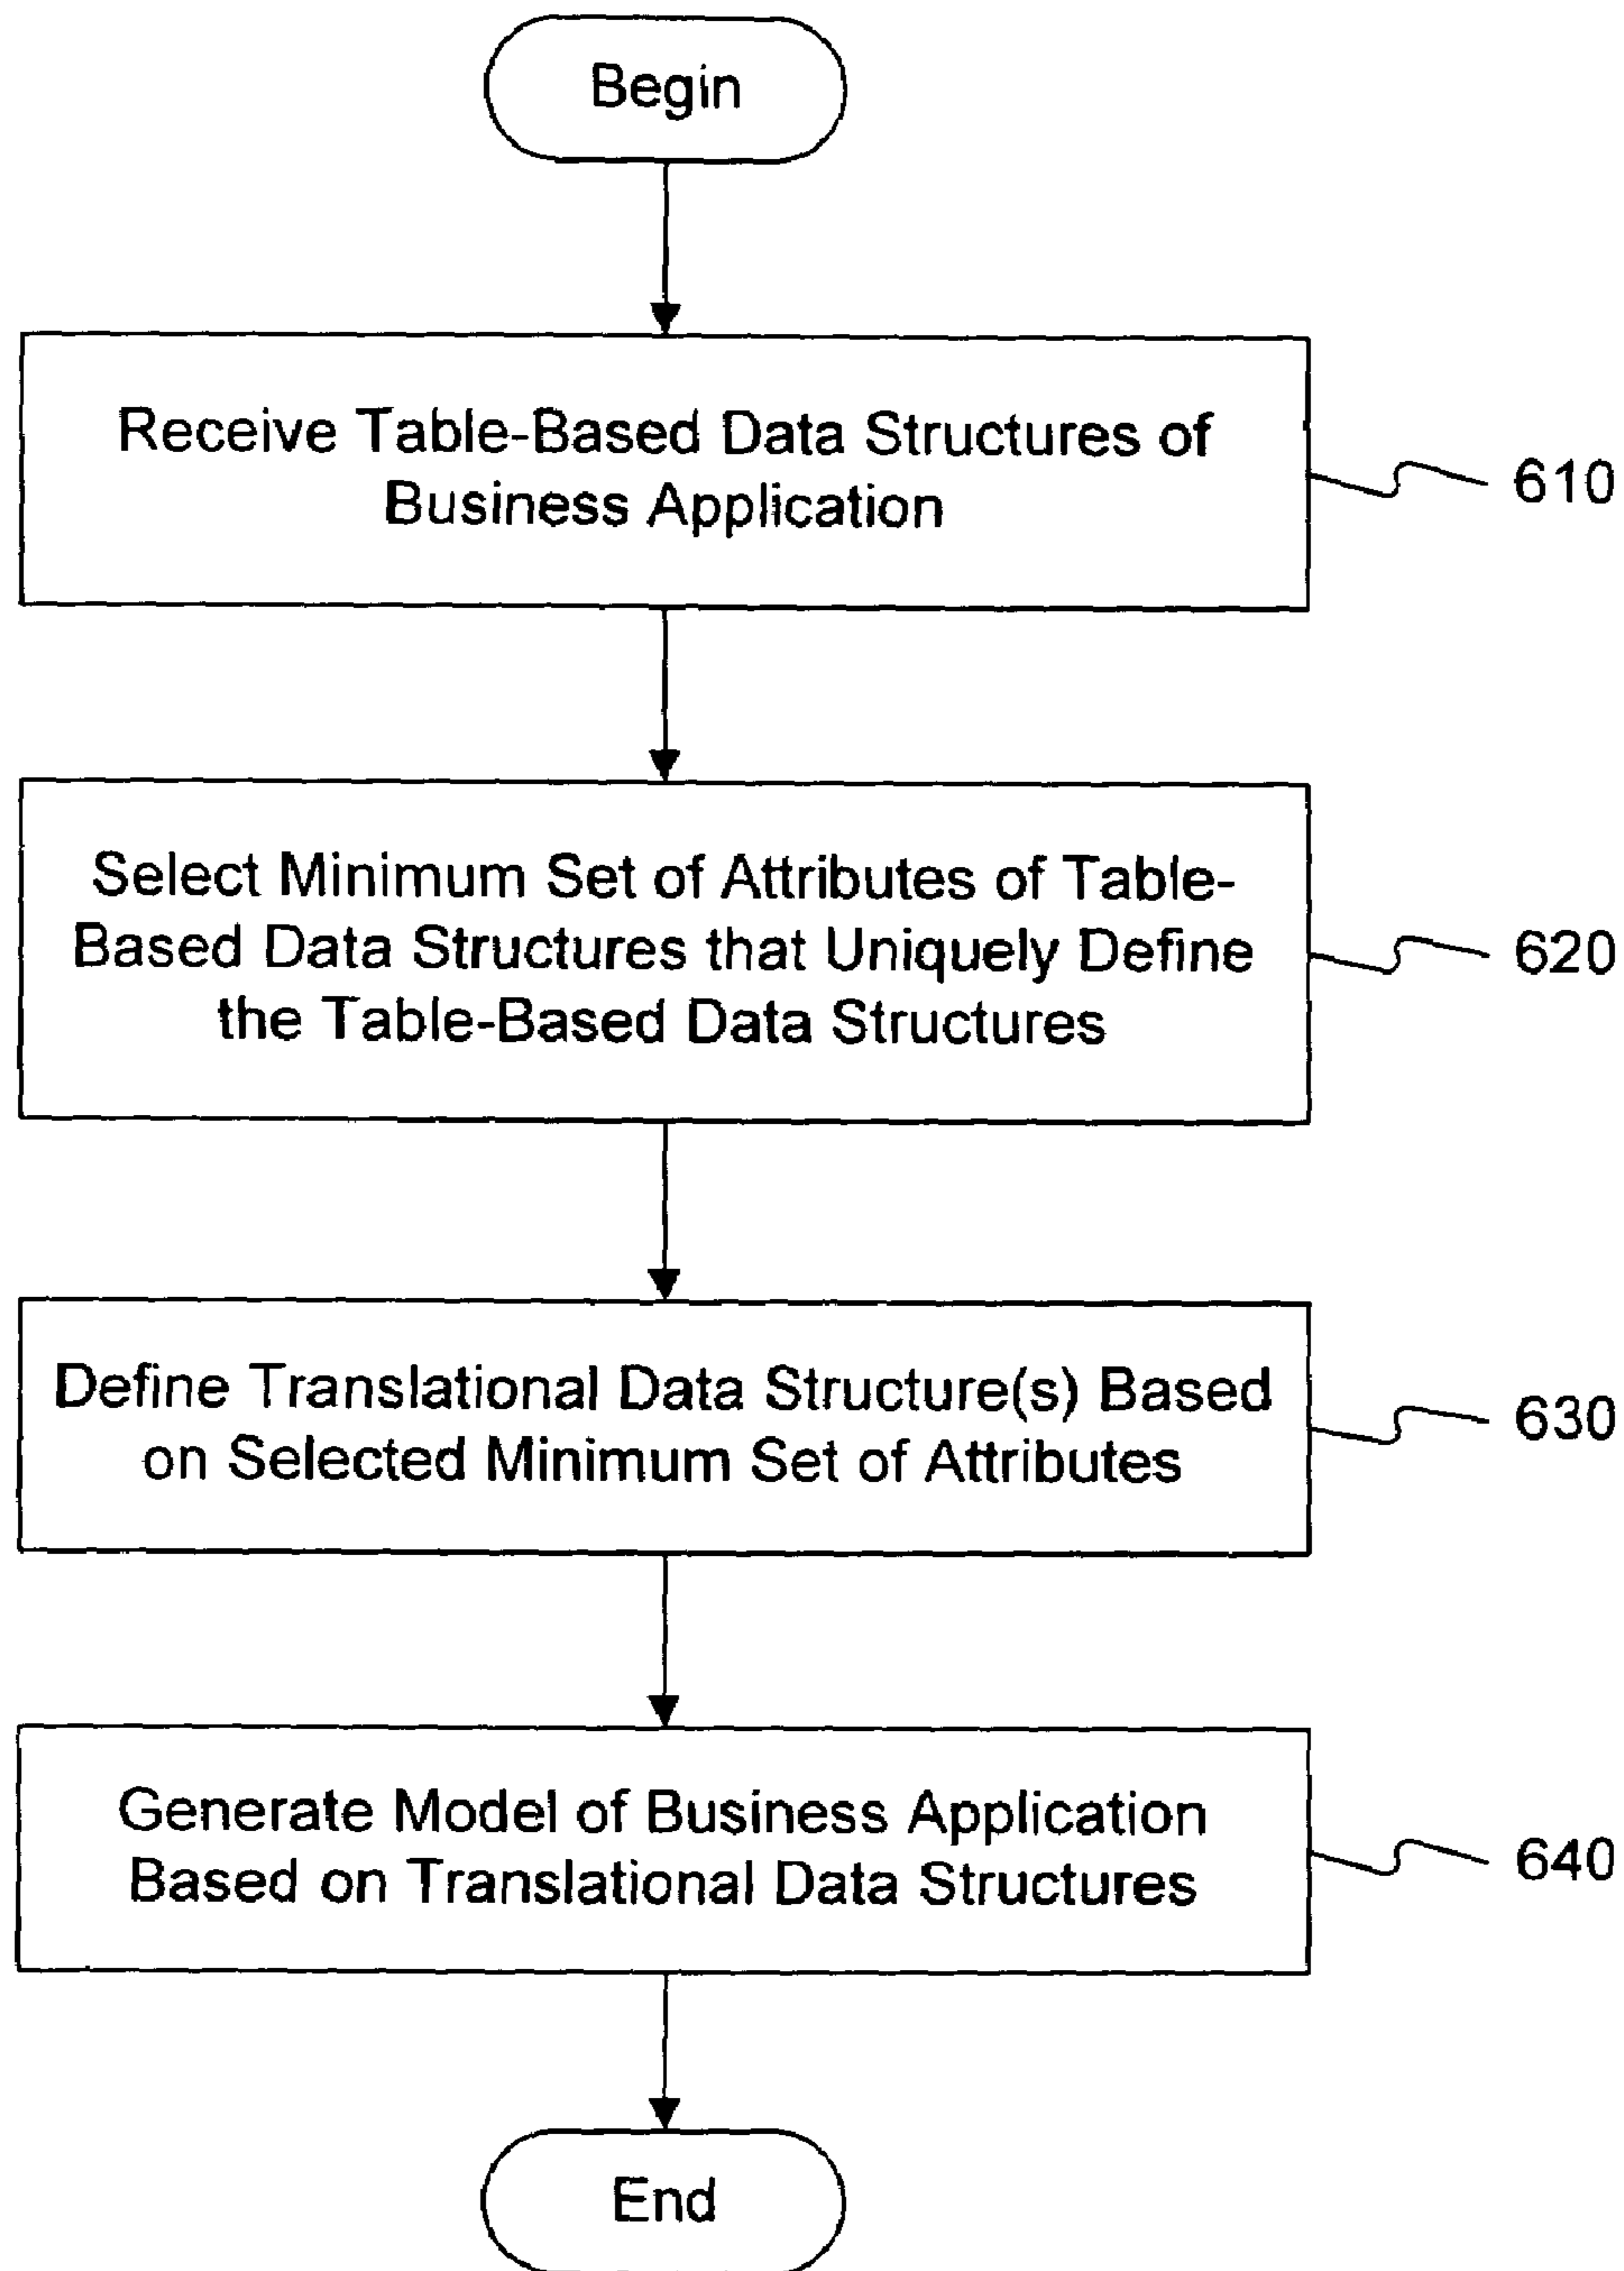 Begin
Receive Table-Based Data Structures of
Business Application
610
Select Minimum Set of Attributes of Table-
Based Data Structures that Uniquely Define
the Table-Based Data Structures
620
Define Translational Data Structure(s) Based
on Selected Minimum Set of Attributes
630
Generate Model of Business Application
Based on Translational Data Structures
640
End